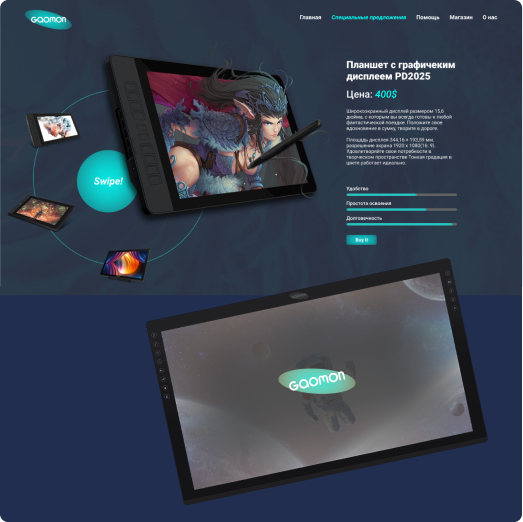 GAOMON
Главная Специальные предложения Помощь Магазин О нас
Планшет с графичеким
дисплеем PD2025
Цена: 400$
Широкоэкранный дисплей размером 15,6
дюйма, с которым вы всегда готовы к любой
фантастической поездке. Положите свое
вдохновение в сумку, творите в дороге.
Площадь дисплея 344,16 x 193,59 мм,
разрешение экрана 1920 x 1080(16: 9).
Удовлетворяйте свои потребности в
творческом пространстве Тонкая градация в
цвете работает идеально.
Swipe!
Удобство
Простота освоения
Долговечность
Buy It
GAOMON